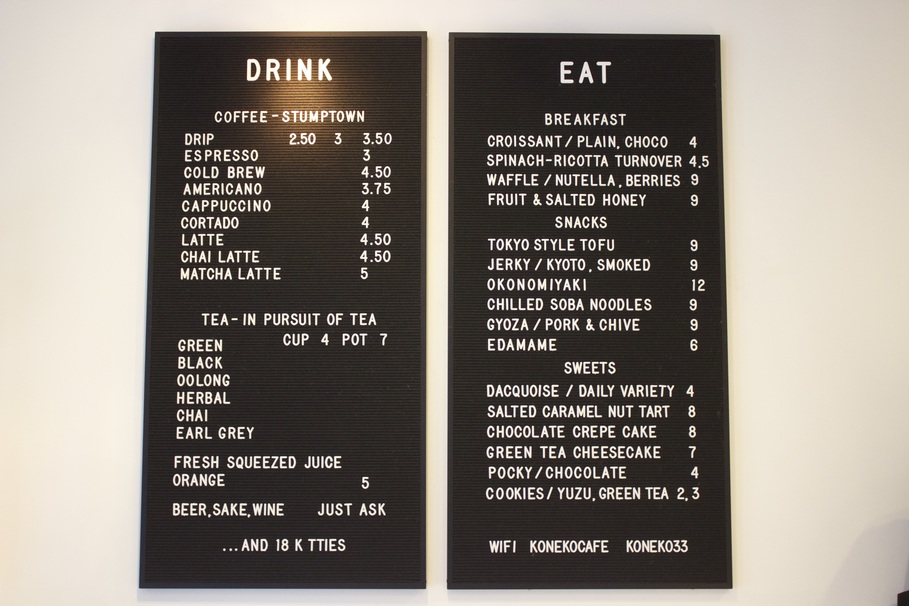 DRINK
COFFEE-STUMPTOWN
DRIP 2.50 3 3.50
ESPRESSO 3
COLD BREW 4.50
AMERICANO 3.75
CAPPUCCINO 4
CORTADO 4
LATTE 4.50
CHAI LATTE 4.50
MATCHA LATTE 5
TEA-IN PURSUIT OF TEA
CUP 4 POT 7
GREEN
BLACK
OOLONG
HERBAL
CHAI
EARL GREY
FRESH SQUEEZED JUICE
ORANGE 5
BEER,SAKE,WINE JUST ASK
...AND 18 K TTIES
EAT
BREAKFAST
CROISSANT/PLAIN, CHOCO 4
SPINACH-RICOTTA TURNOVER 4,5
WAFFLE/NUTELLA, BERRIES 9
FRUIT & SALTED HONEY 9
SNACKS
TOKYO STYLE TOFU 9
JERKY/KYOTO, SMOKED 9
OKONOMIYAKI 12
CHILLED SOBA NOODLES 9
GYOZA/PORK & CHIVE 9
EDAMAME 6
SWEETS
DACQUOISE / DAILY VARIETY 4
SALTED CARAMEL NUT TART 8
CHOCOLATE CREPE CAKE 8
GREEN TEA CHEESECAKE 7
POCKY/CHOCOLATE 4
COOKIES/YUZU, GREEN TEA 2,3
WIFI KONEKOCAFE KONEKO33